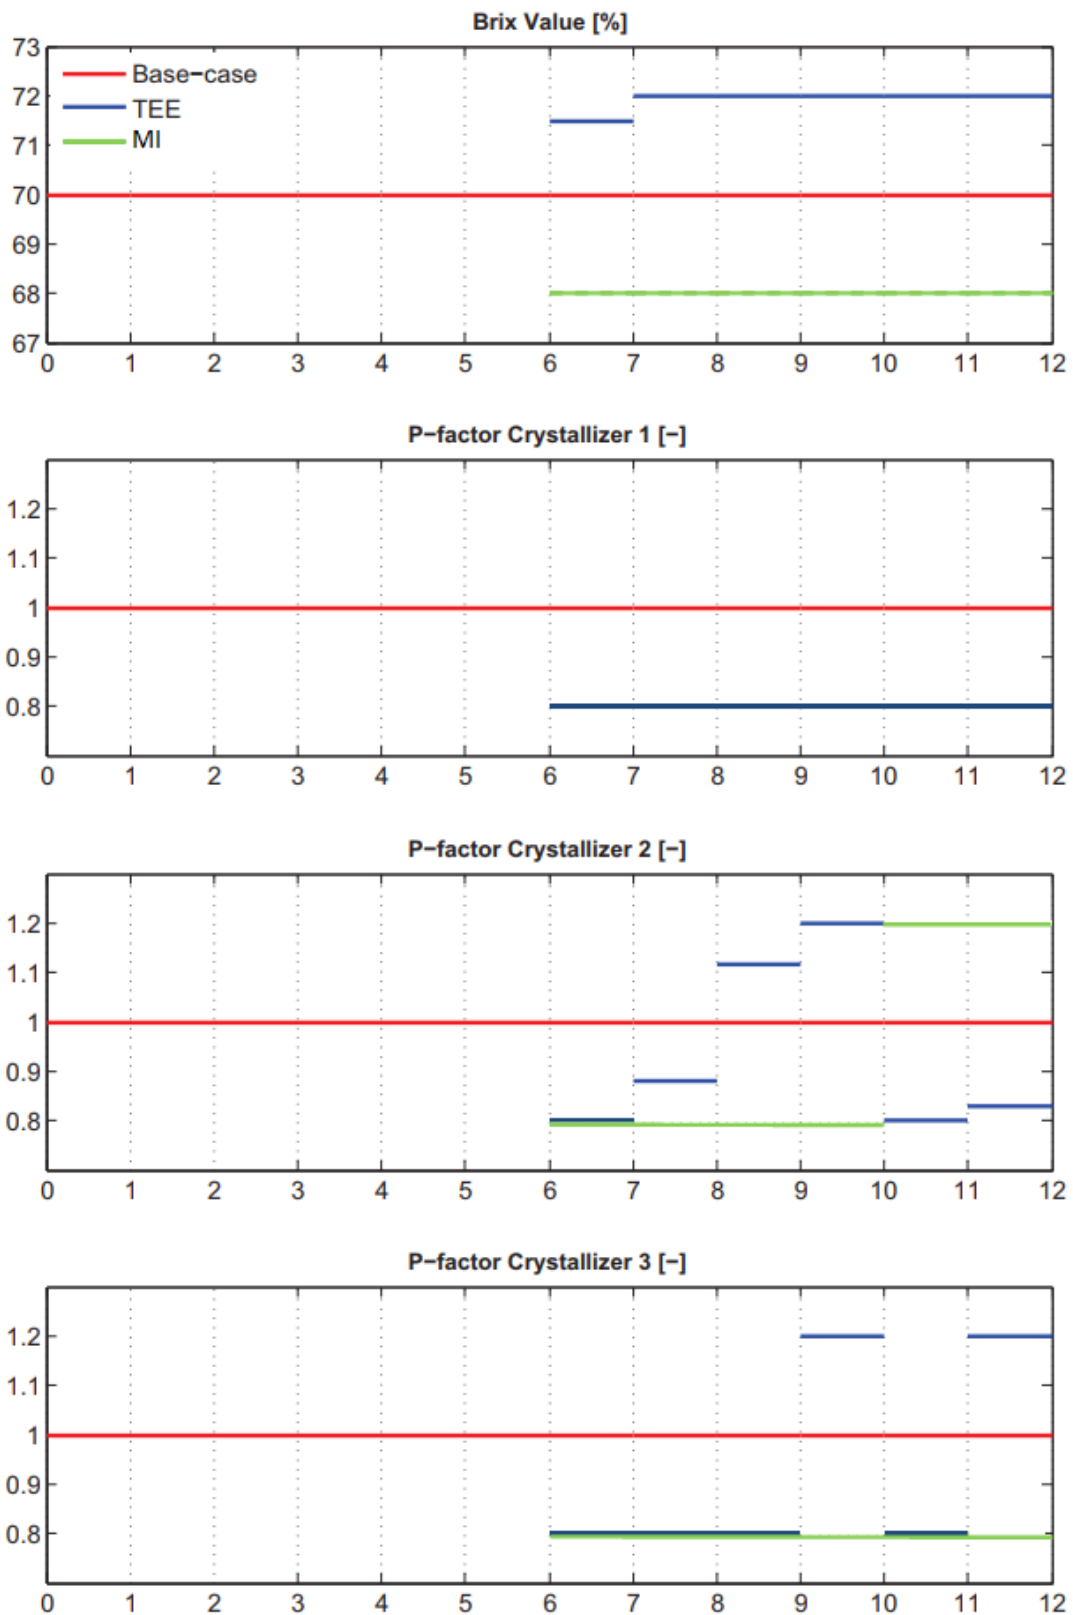 Brix Value [%]
73
72
71
70
69
68
67
Base-case
TEE
MI
0 1 2 3 4 5 6 7 8 9 10 11 12
P-factor Crystallizer 1 [-]
1.2
1.1
1
0.9
0.8
0 1 2 3 4 5 6 7 8 9 10 11 12
P-factor Crystallizer 2 [-]
1.2
1.1
1
0.9
0.8
0 1 2 3 4 5 6 7 8 9 10 11 12
P-factor Crystallizer 3 [-]
1.2
1.1
1
0.9
0.8
0 1 2 3 4 5 6 7 8 9 10 11 12